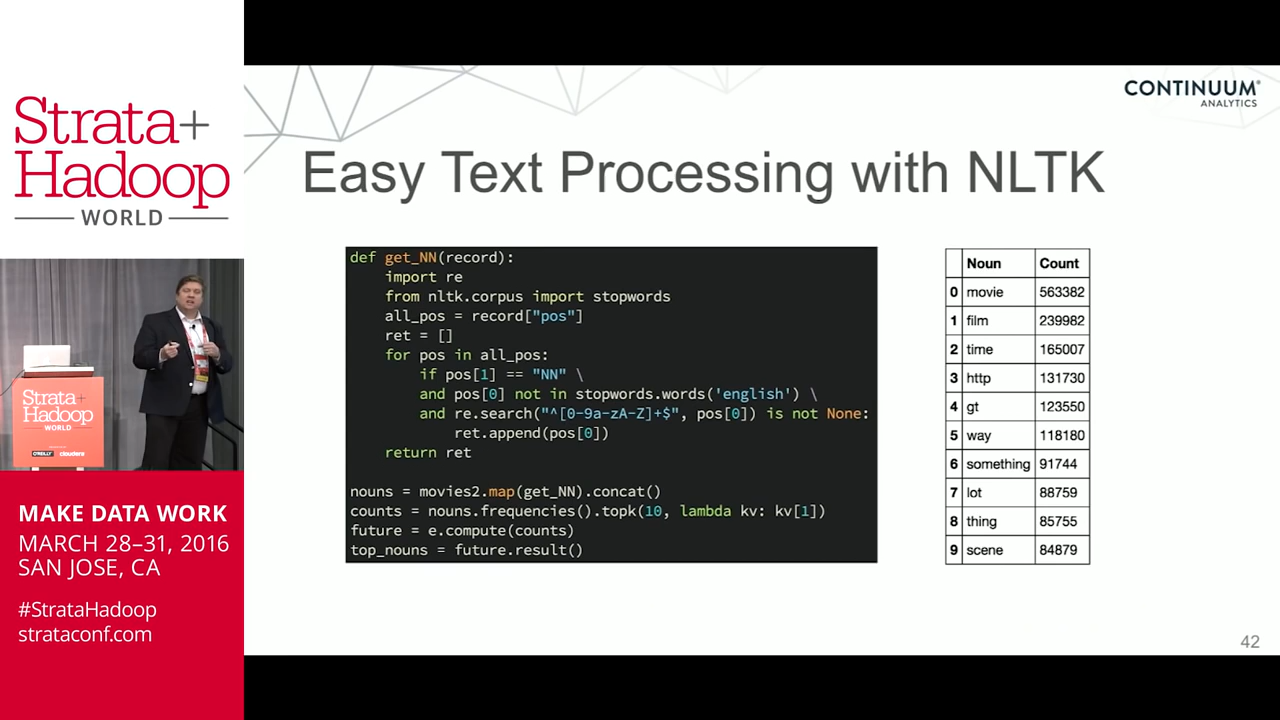 Strata+
Hadoop
WORLD
Strata+
Hadoop
WORLD
O'REILLY cloudera
MAKE DATA WORK
MARCH 28–31, 2016
SAN JOSE, CA
#StrataHadoop
strataconf.com
CONTINUUM®
ANALYTICS
Easy Text Processing with NLTK
def get_NN(record):
    import re
    from nltk.corpus import stopwords
    all_pos = record["pos"]
    ret = []
    for pos in all_pos:
        if pos[1] == "NN" \
        and pos[0] not in stopwords.words('english') \
        and re.search("^[0-9a-zA-Z]+$", pos[0]) is not None:
            ret.append(pos[0])
    return ret
nouns = movies2.map(get_NN).concat()
counts = nouns.frequencies().topk(10, lambda kv: kv[1])
future = e.compute(counts)
top_nouns = future.result()
Noun Count
0 movie 563382
1 film 239982
2 time 165007
3 http 131730
4 gt 123550
5 way 118180
6 something 91744
7 lot 88759
8 thing 85755
9 scene 84879
42